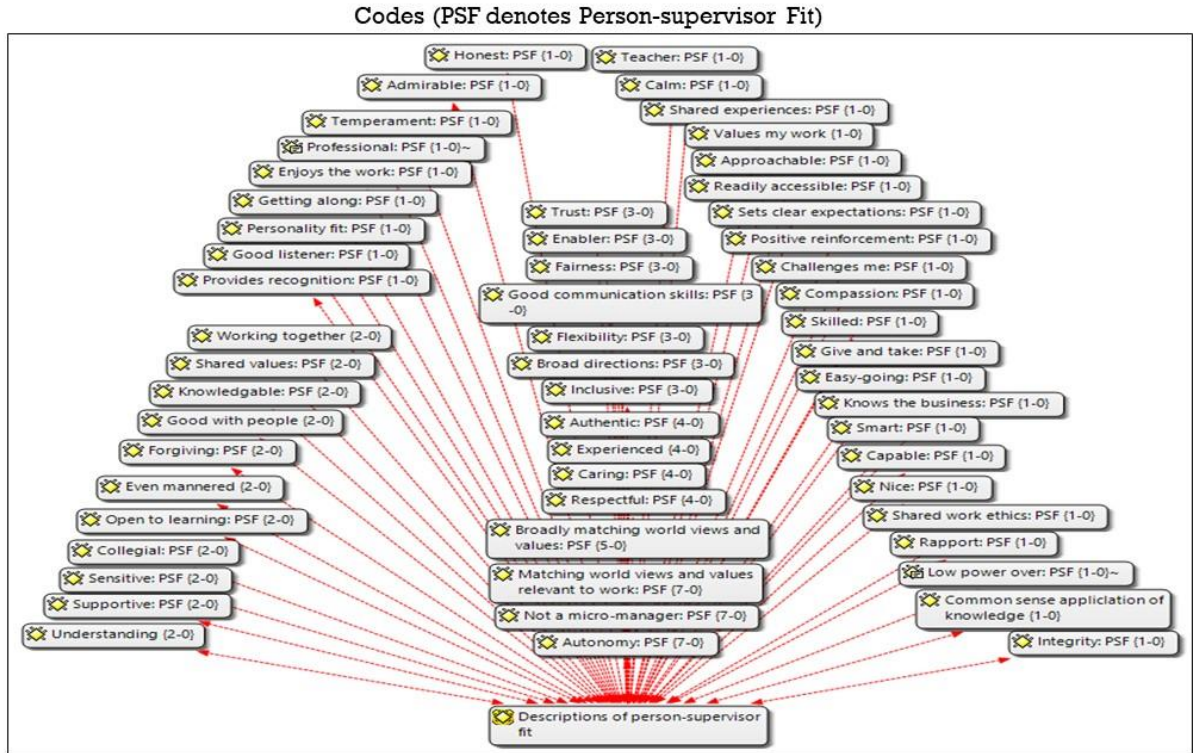 Codes (PSF denotes Person-supervisor Fit)
Honest: PSF {1-0}
Teacher: PSF {1-0}
Admirable: PSF {1-0}
Calm: PSF {1-0}
Shared experiences: PSF {1-0}
Temperament: PSF {1-0}
Values my work {1-0}
Professional: PSF {1-0}~
Approachable: PSF {1-0}
Enjoys the work: PSF {1-0}
Readily accessible: PSF {1-0}
Getting along: PSF {1-0}
Trust: PSF {3-0}
Sets clear expectations: PSF {1-0}
Personality fit: PSF {1-0}
Enabler: PSF {3-0}
Positive reinforcement: PSF {1-0}
Good listener: PSF {1-0}
Fairness: PSF {3-0}
Challenges me: PSF {1-0}
Provides recognition: PSF {1-0}
Good communication skills: PSF {3
-0}
Compassion: PSF {1-0}
Skilled: PSF {1-0}
Working together {2-0}
Flexibility: PSF {3-0}
Give and take: PSF {1-0}
Shared values: PSF {2-0}
Broad directions: PSF {3-0}
Easy-going: PSF {1-0}
Knowledgable: PSF {2-0}
Inclusive: PSF {3-0}
Knows the business: PSF {1-0}
Good with people {2-0}
Authentic: PSF {4-0}
Smart: PSF {1-0}
Forgiving: PSF {2-0}
Experienced {4-0}
Capable: PSF {1-0}
Caring: PSF {4-0}
Even mannered {2-0}
Respectful: PSF {4-0}
Nice: PSF {1-0}
Open to learning: PSF {2-0}
Broadly matching world views and
values: PSF {5-0}
Shared work ethics: PSF {1-0}
Collegial: PSF {2-0}
Rapport: PSF {1-0}
Sensitive: PSF {2-0}
Matching world views and values
relevant to work: PSF {7-0}
Low power over: PSF {1-0}~
Supportive: PSF {2-0}
Not a micro-manager: PSF {7-0}
Common sense appliclation of
knowledge {1-0}
Understanding {2-0}
Autonomy: PSF {7-0}
Integrity: PSF {1-0}
Descriptions of person-supervisor
fit